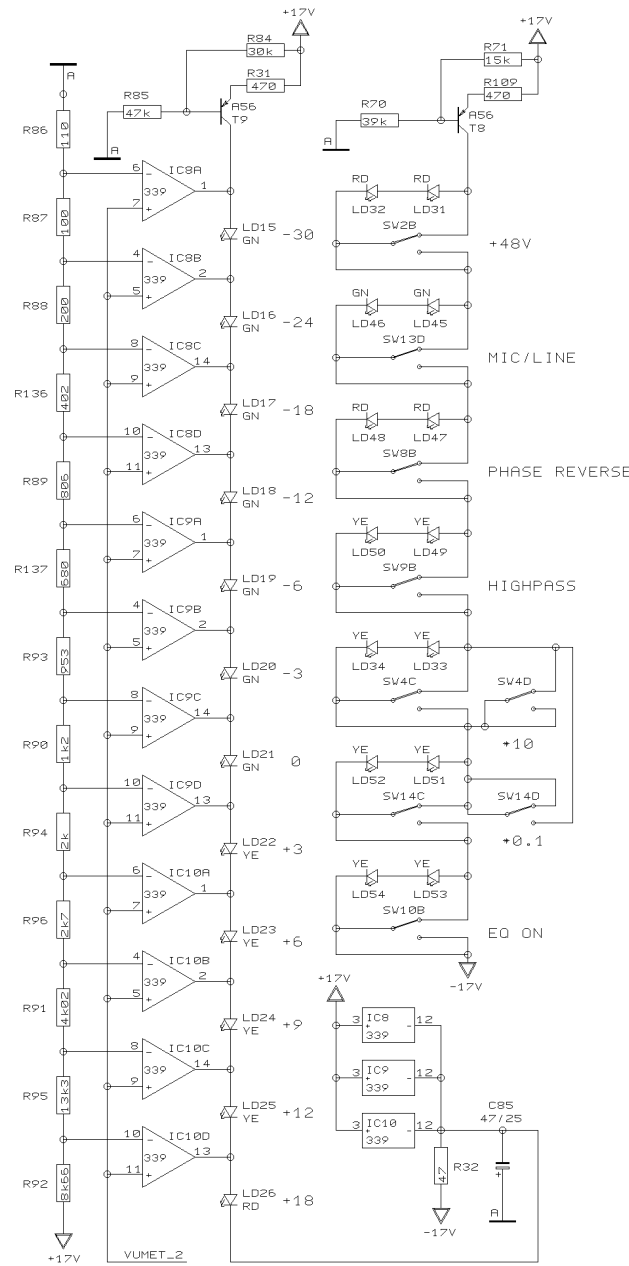 +17V
R84
30k
R31
470
R85
47k
A56
T9
A
A
R86
110
R87
100
R88
200
R136
402
R89
806
R137
680
R93
953
R90
1k2
R94
2k
R96
2k7
R91
4k02
R95
13k3
R92
8k66
+17V
6 - IC8A
339 1
7 +
4 - IC8B
339 2
5 +
8 - IC8C
339 14
9 +
10 - IC8D
339 13
11 +
6 - IC9A
339 1
7 +
4 - IC9B
339 2
5 +
8 - IC9C
339 14
9 +
10 - IC9D
339 13
11 +
6 - IC10A
339 1
7 +
4 - IC10B
339 2
5 +
8 - IC10C
339 14
9 +
10 - IC10D
339 13
11 +
VUMET_2
LD15 -30
GN
LD16 -24
GN
LD17 -18
GN
LD18 -12
GN
LD19 -6
GN
LD20 -3
GN
LD21 0
GN
LD22 +3
YE
LD23 +6
YE
LD24 +9
YE
LD25 +12
YE
LD26 +18
RD
+17V
R71
15k
R109
470
R70
39k
A56
T8
A
RD RD
LD32 LD31
SW2B
+48V
GN GN
LD46 LD45
SW13D
MIC/LINE
RD RD
LD48 LD47
SW8B
PHASE REVERSE
YE YE
LD50 LD49
SW9B
HIGHPASS
YE YE
LD34 LD33
SW4C SW4D
+10
YE YE
LD52 LD51
SW14C SW14D
+0.1
YE YE
LD54 LD53
SW10B
EQ ON
-17V
+17V
3 + IC8 - 12
339
3 + IC9 - 12
339
3 + IC10 - 12
339
C85
47/25
+
A
R32
47
-17V